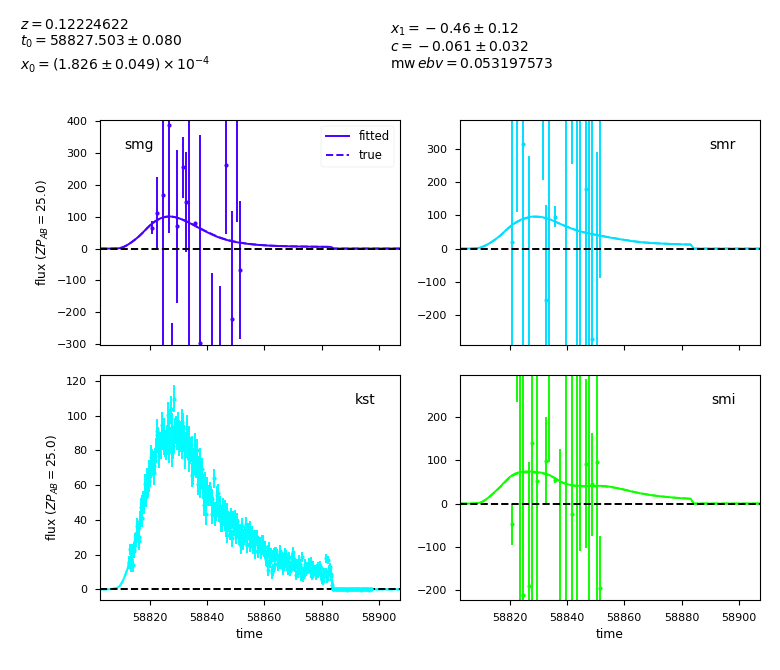 z = 0.12224622
t₀ = 58827.503 ± 0.080
x₀ = (1.826 ± 0.049) × 10⁻⁴
x₁ = −0.46 ± 0.12
c = −0.061 ± 0.032
mw ebv = 0.053197573
400
300
200
100
0
−100
−200
−300
flux (ZP_AB = 25.0)
smg
fitted
true
300
200
100
0
−100
−200
smr
120
100
80
60
40
20
0
flux (ZP_AB = 25.0)
kst
58820 58840 58860 58880 58900
time
200
100
0
−100
−200
smi
58820 58840 58860 58880 58900
time